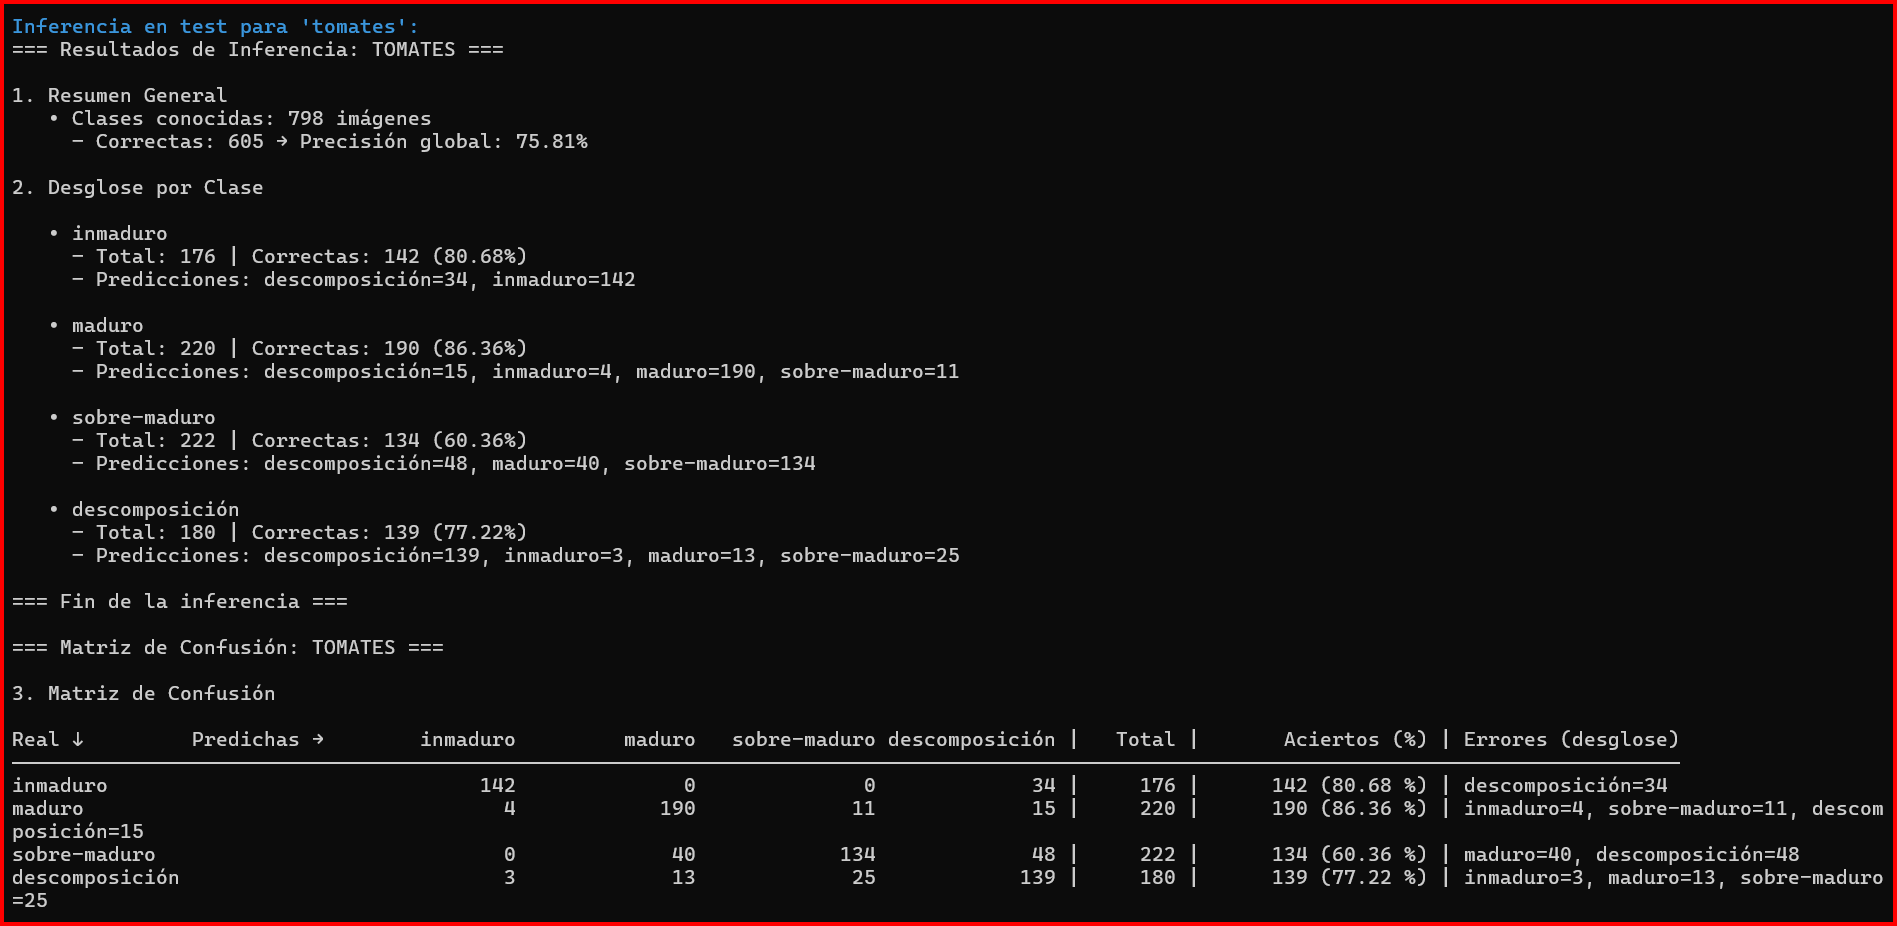 Inferencia en test para 'tomates':
=== Resultados de Inferencia: TOMATES ===
1. Resumen General
• Clases conocidas: 798 imágenes
− Correctas: 605 → Precisión global: 75.81%
2. Desglose por Clase
• inmaduro
− Total: 176 | Correctas: 142 (80.68%)
− Predicciones: descomposición=34, inmaduro=142
• maduro
− Total: 220 | Correctas: 190 (86.36%)
− Predicciones: descomposición=15, inmaduro=4, maduro=190, sobre-maduro=11
• sobre-maduro
− Total: 222 | Correctas: 134 (60.36%)
− Predicciones: descomposición=48, maduro=40, sobre-maduro=134
• descomposición
− Total: 180 | Correctas: 139 (77.22%)
− Predicciones: descomposición=139, inmaduro=3, maduro=13, sobre-maduro=25
=== Fin de la inferencia ===
=== Matriz de Confusión: TOMATES ===
3. Matriz de Confusión
Real ↓ Predichas → inmaduro maduro sobre-maduro descomposición | Total | Aciertos (%) | Errores (desglose)
inmaduro 142 0 0 34 | 176 | 142 (80.68 %) | descomposición=34
maduro 4 190 11 15 | 220 | 190 (86.36 %) | inmaduro=4, sobre-maduro=11, descom
posición=15
sobre-maduro 0 40 134 48 | 222 | 134 (60.36 %) | maduro=40, descomposición=48
descomposición 3 13 25 139 | 180 | 139 (77.22 %) | inmaduro=3, maduro=13, sobre-maduro
=25